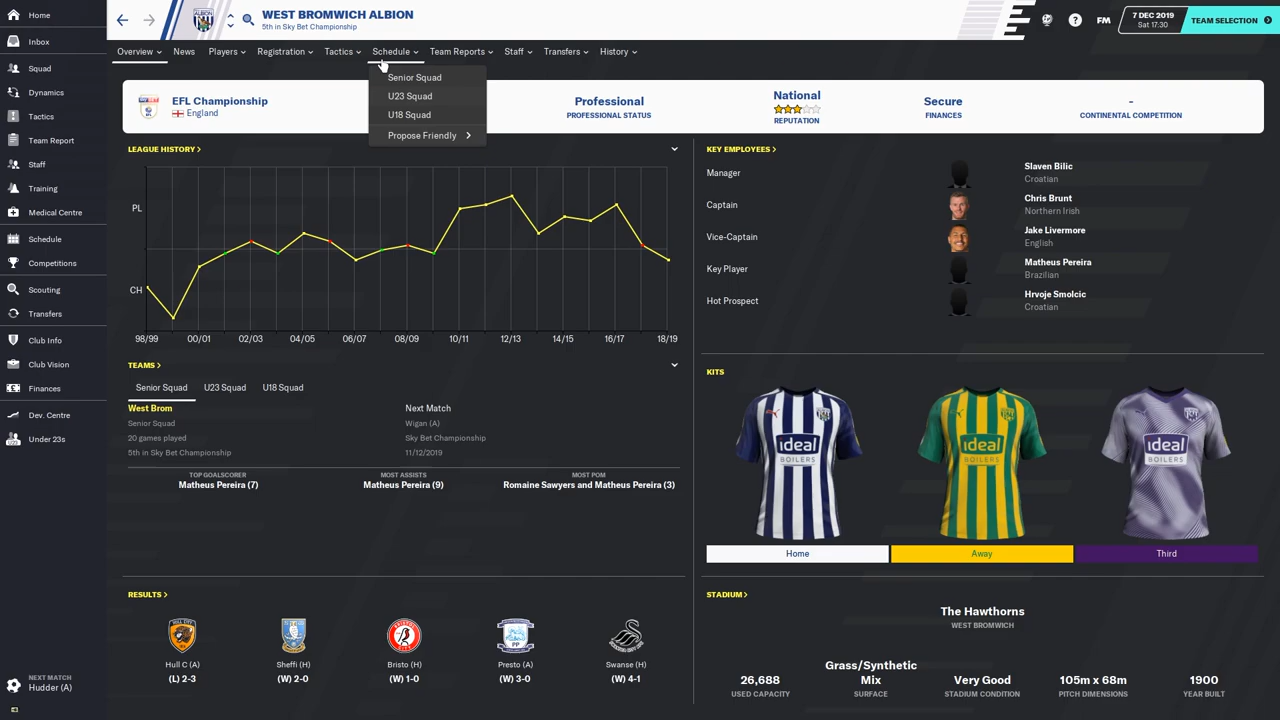 Home
Inbox
Squad
Dynamics
Tactics
Team Report
Staff
Training
Medical Centre
Schedule
Competitions
Scouting
Transfers
Club Info
Club Vision
Finances
Dev. Centre
Under 23s
NEXT MATCH
Hudder (A)
WEST BROMWICH ALBION
5th in Sky Bet Championship
FM
7 DEC 2019
Sat 17:30
TEAM SELECTION
Overview News Players Registration Tactics Schedule Team Reports Staff Transfers History
Senior Squad
U23 Squad
U18 Squad
Propose Friendly
EFL Championship
England
Professional
PROFESSIONAL STATUS
National
REPUTATION
Secure
FINANCES
-
CONTINENTAL COMPETITION
LEAGUE HISTORY
PL
CH
98/99 00/01 02/03 04/05 06/07 08/09 10/11 12/13 14/15 16/17 18/19
TEAMS
Senior Squad U23 Squad U18 Squad
West Brom
Senior Squad
20 games played
5th in Sky Bet Championship
Next Match
Wigan (A)
Sky Bet Championship
11/12/2019
TOP GOALSCORER
Matheus Pereira (7)
MOST ASSISTS
Matheus Pereira (9)
MOST POM
Romaine Sawyers and Matheus Pereira (3)
RESULTS
Hull C (A)
(L) 2-3
Sheffi (H)
(W) 2-0
Bristo (H)
(W) 1-0
Presto (A)
(W) 3-0
Swanse (H)
(W) 4-1
KEY EMPLOYEES
Manager
Slaven Bilic
Croatian
Captain
Chris Brunt
Northern Irish
Vice-Captain
Jake Livermore
English
Key Player
Matheus Pereira
Brazilian
Hot Prospect
Hrvoje Smolcic
Croatian
KITS
ideal
BOILERS
ideal
BOILERS
ideal
BOILERS
Home
Away
Third
STADIUM
The Hawthorns
WEST BROMWICH
26,688
USED CAPACITY
Grass/Synthetic
Mix
SURFACE
Very Good
STADIUM CONDITION
105m x 68m
PITCH DIMENSIONS
1900
YEAR BUILT